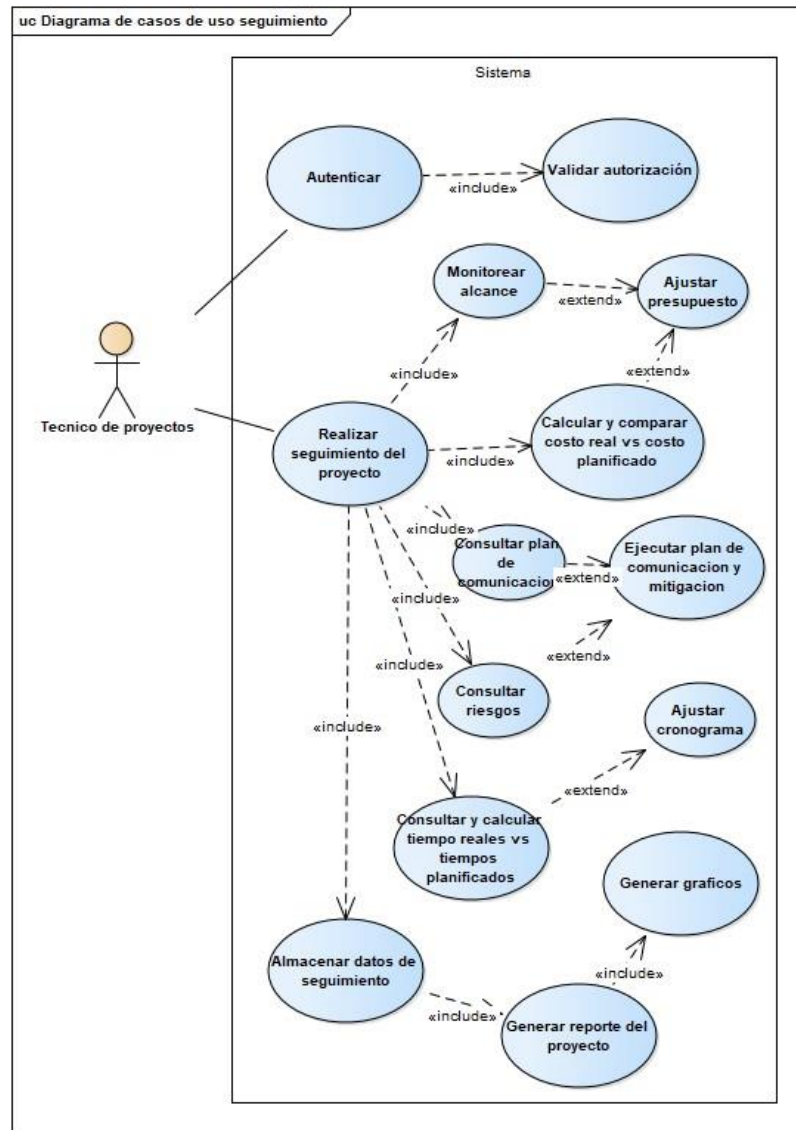 uc Diagrama de casos de uso seguimiento
Sistema
Autenticar
«include»
Validar autorización
Monitorear
alcance
«extend»
Ajustar
presupuesto
«include»
«extend»
Tecnico de proyectos
Realizar
seguimiento del
proyecto
«include»
Calcular y comparar
costo real vs costo
planificado
«include»
Consultar plan
de
comunicacion
«extend»
Ejecutar plan de
comunicacion y
mitigacion
«include»
«extend»
«include»
Consultar
riesgos
Ajustar
cronograma
«include»
«extend»
Consultar y calcular
tiempo reales vs
tiempos
planificados
Generar graficos
Almacenar datos de
seguimiento
«include»
«include»
Generar reporte del
proyecto